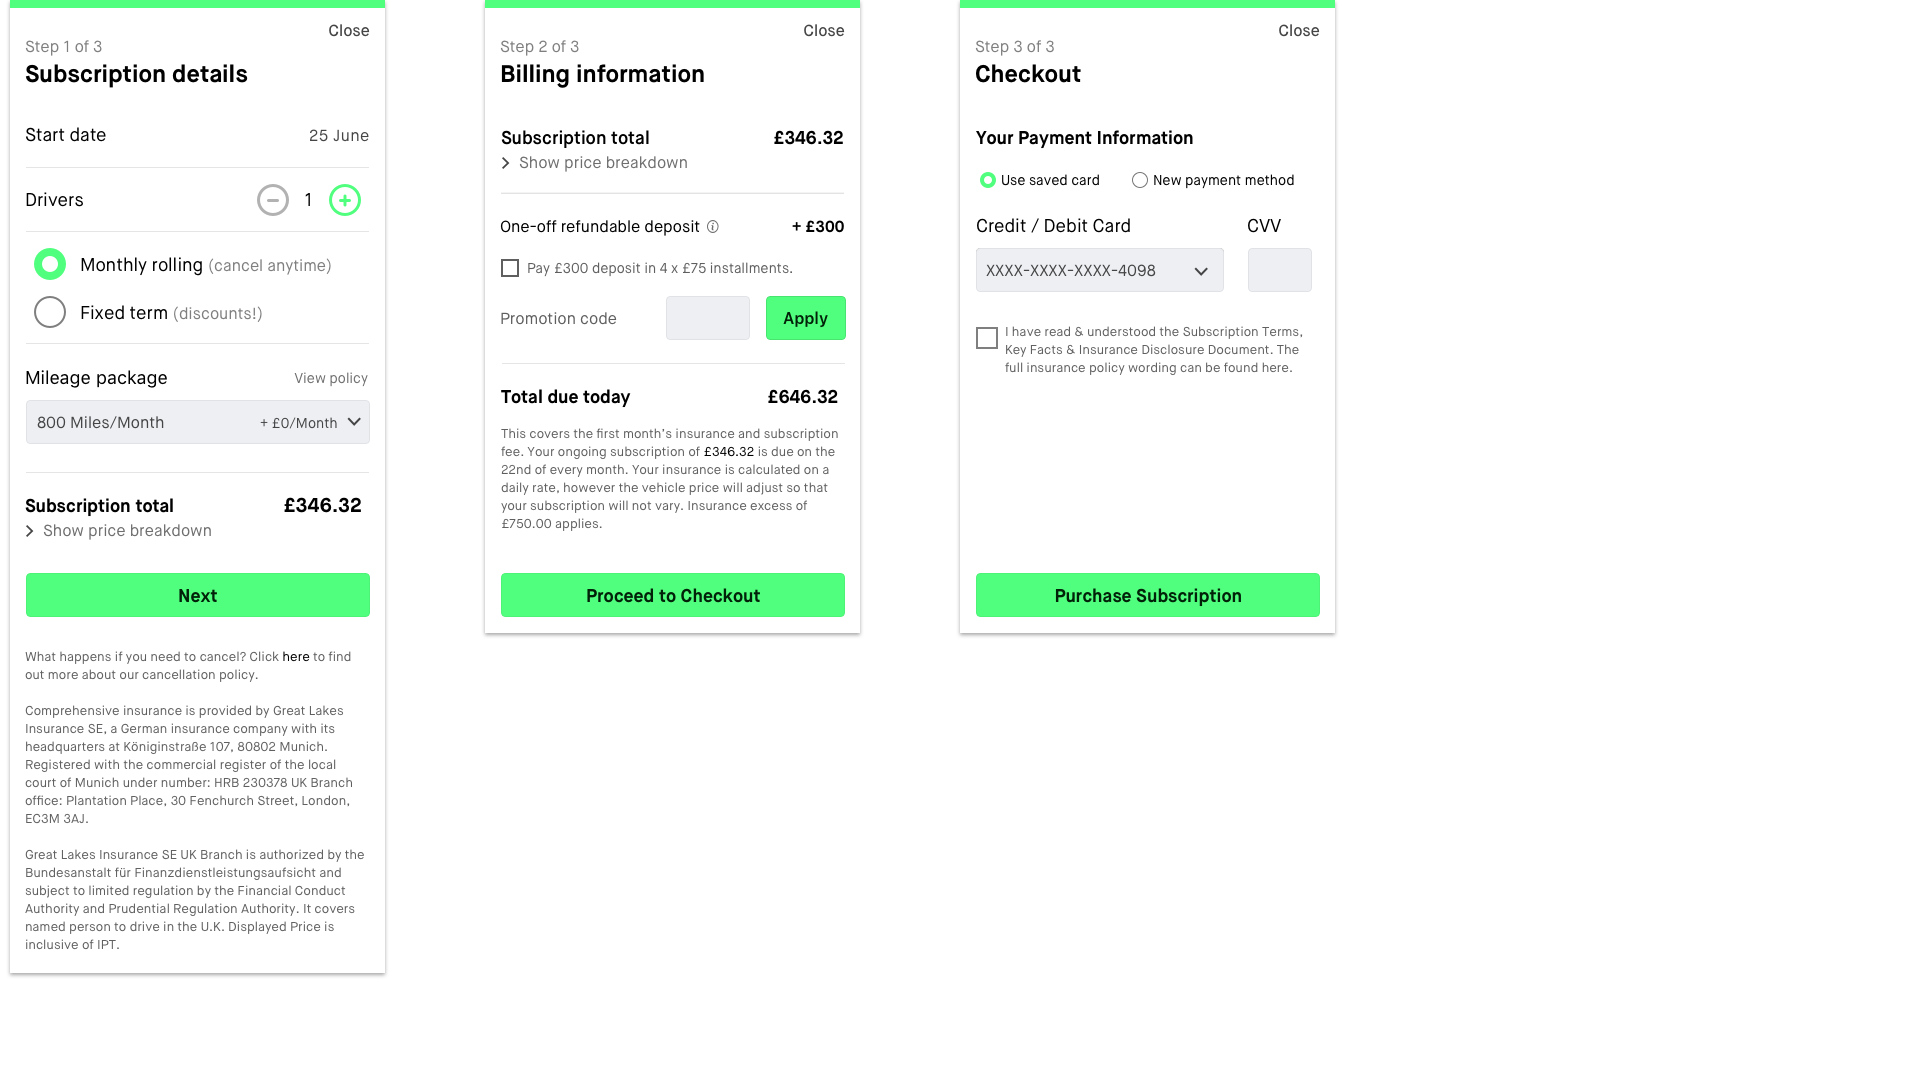 Close
Step 1 of 3
Subscription details
Start date 25 June
Drivers 1
Monthly rolling (cancel anytime)
Fixed term (discounts!)
Mileage package View policy
800 Miles/Month + £0/Month
Subscription total £346.32
Show price breakdown
Next
What happens if you need to cancel? Click here to find
out more about our cancellation policy.
Comprehensive insurance is provided by Great Lakes
Insurance SE, a German insurance company with its
headquarters at Königinstraße 107, 80802 Munich.
Registered with the commercial register of the local
court of Munich under number: HRB 230378 UK Branch
office: Plantation Place, 30 Fenchurch Street, London,
EC3M 3AJ.
Great Lakes Insurance SE UK Branch is authorized by the
Bundesanstalt für Finanzdienstleistungsaufsicht and
subject to limited regulation by the Financial Conduct
Authority and Prudential Regulation Authority. It covers
named person to drive in the U.K. Displayed Price is
inclusive of IPT.
Close
Step 2 of 3
Billing information
Subscription total £346.32
Show price breakdown
One-off refundable deposit + £300
Pay £300 deposit in 4 x £75 installments.
Promotion code Apply
Total due today £646.32
This covers the first month's insurance and subscription
fee. Your ongoing subscription of £346.32 is due on the
22nd of every month. Your insurance is calculated on a
daily rate, however the vehicle price will adjust so that
your subscription will not vary. Insurance excess of
£750.00 applies.
Proceed to Checkout
Close
Step 3 of 3
Checkout
Your Payment Information
Use saved card New payment method
Credit / Debit Card CVV
XXXX-XXXX-XXXX-4098
I have read & understood the Subscription Terms,
Key Facts & Insurance Disclosure Document. The
full insurance policy wording can be found here.
Purchase Subscription